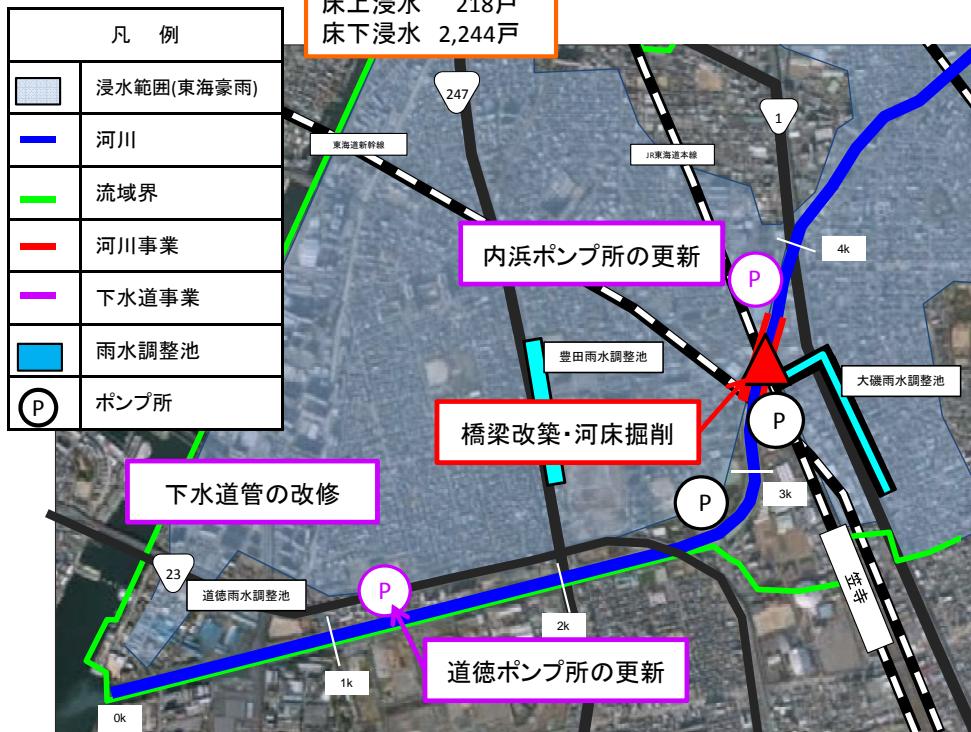 床上浸水 218戸
床下浸水 2,244戸
凡 例
浸水範囲(東海豪雨)
河川
流域界
河川事業
下水道事業
雨水調整池
P
ポンプ所
247
1
東海道新幹線
JR東海道本線
4k
内浜ポンプ所の更新
P
豊田雨水調整池
大磯雨水調整池
橋梁改築・河床掘削
P
3k
P
下水道管の改修
23
道徳雨水調整池
P
笠寺
2k
1k
道徳ポンプ所の更新
0k